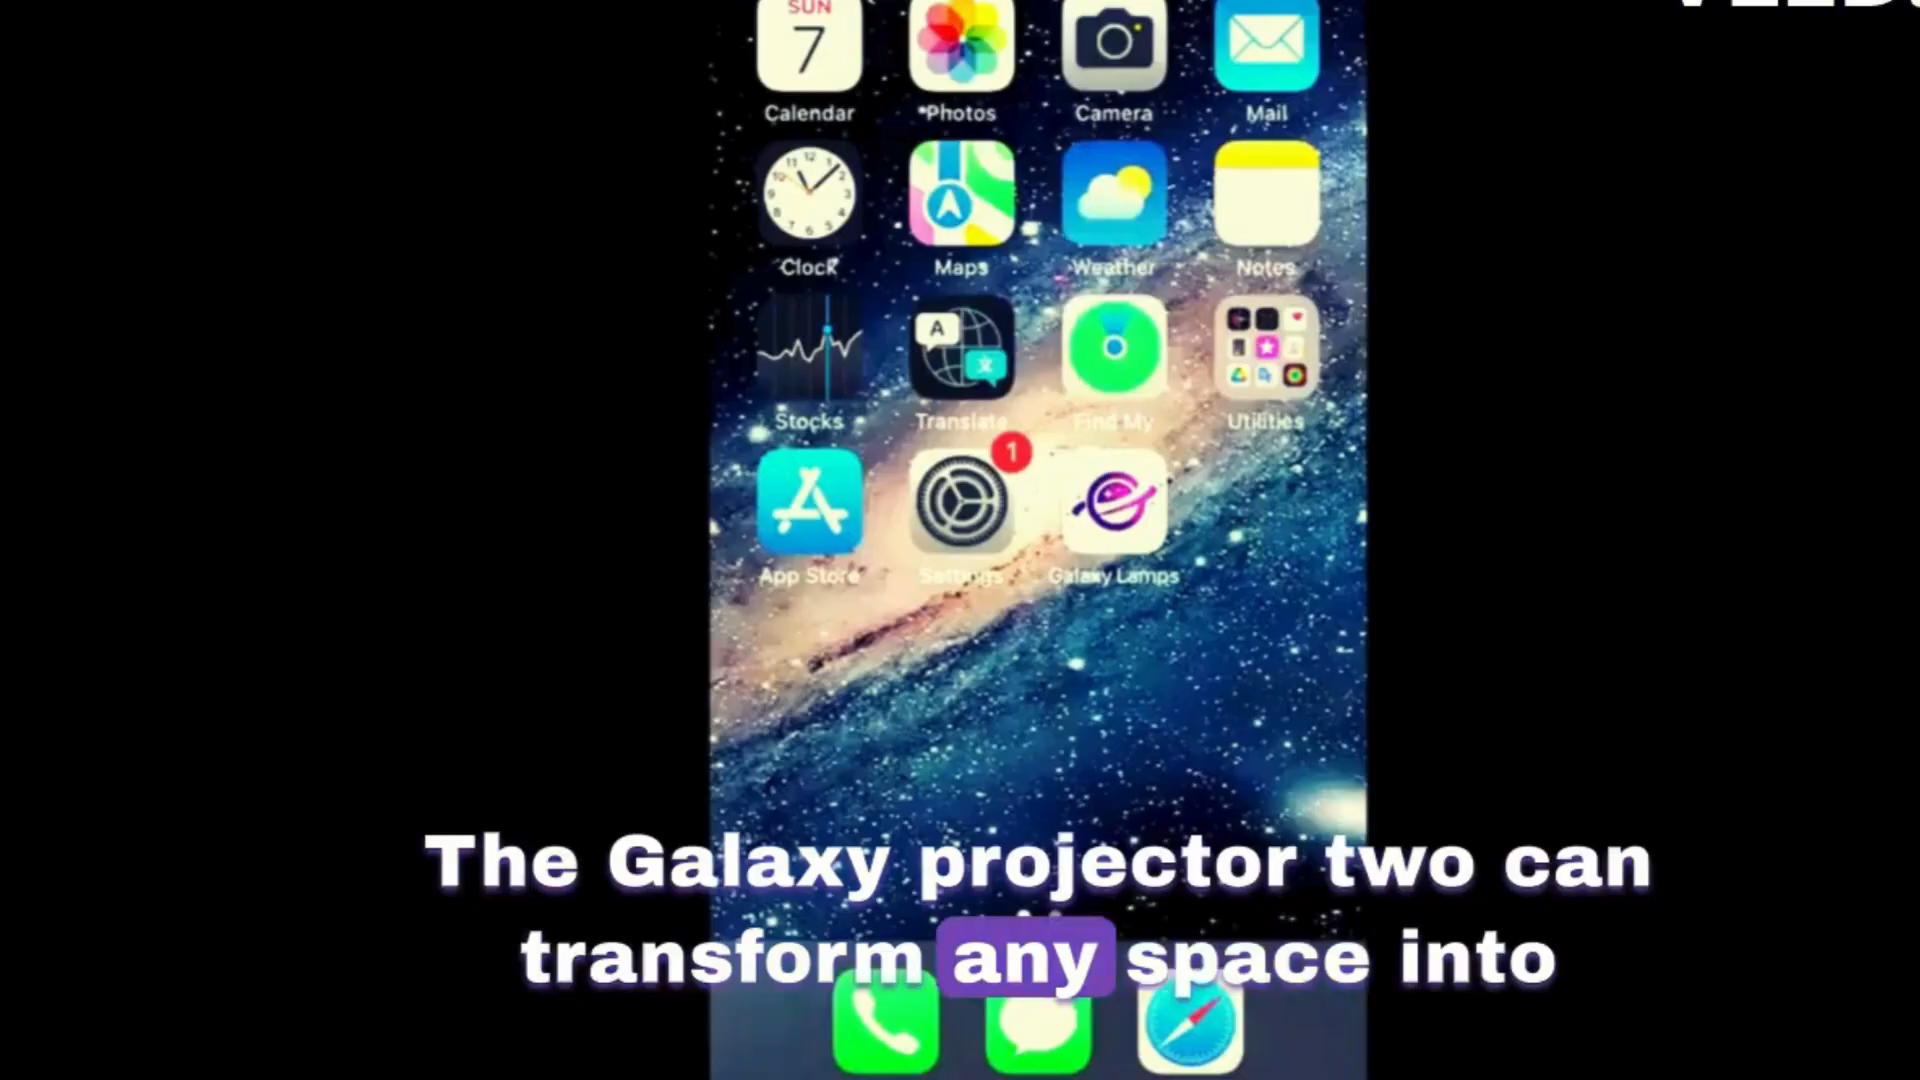 SUN
7
Calendar Photos Camera Mail
Clock Maps Weather Notes
A 文
Stocks Translate Find My Utilities
1
App Store Settings Galaxy Lamps
The Galaxy projector two can
transform any space into